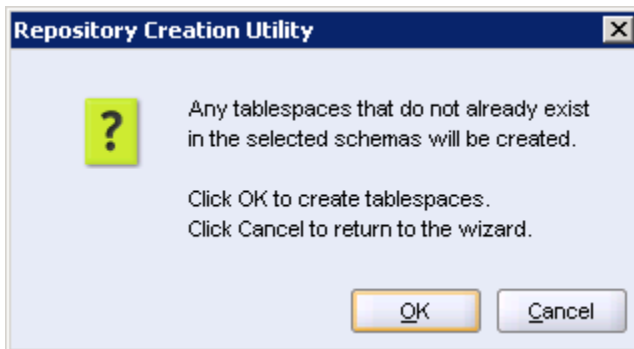 Repository Creation Utility
?
Any tablespaces that do not already exist
in the selected schemas will be created.
Click OK to create tablespaces.
Click Cancel to return to the wizard.
OK
Cancel